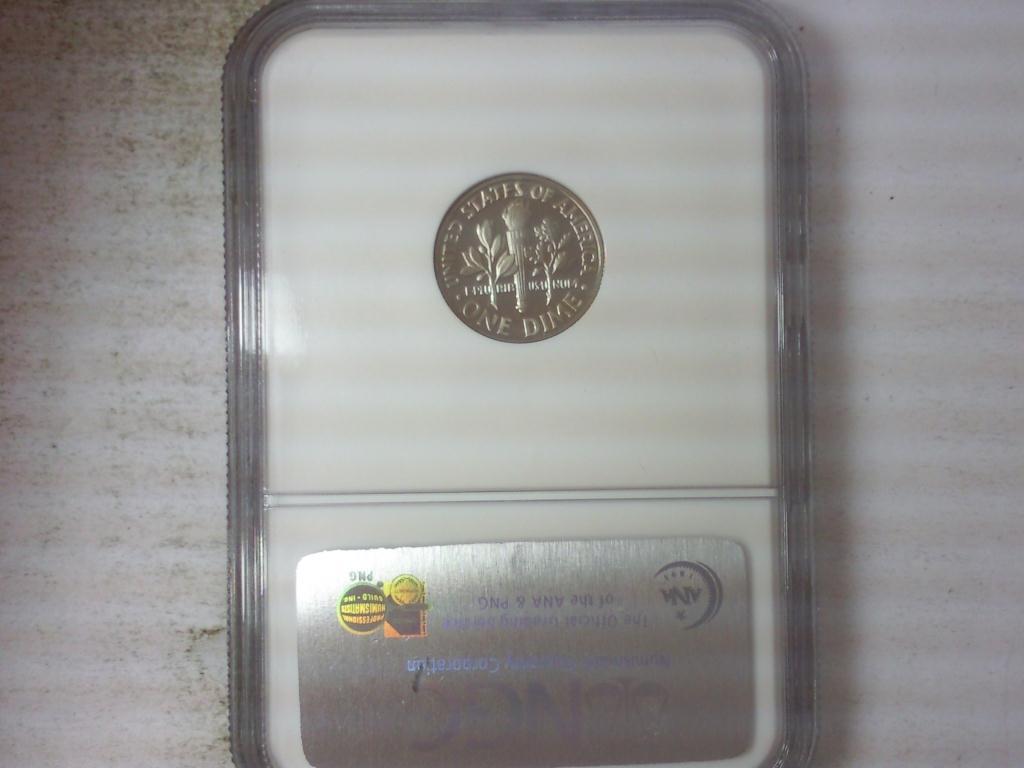 UNITED STATES OF AMERICA
E PLURIBUS UNUM
· ONE DIME ·
NGC
Numismatic Guaranty Corporation
The Official Grading Service
of the ANA & PNG
ANA
1891
PROFESSIONAL
NUMISMATISTS
GUILD · INC
PNG